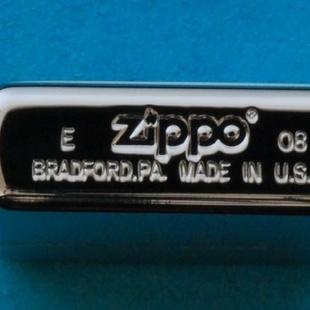 E Zippo® 08
BRADFORD,PA. MADE IN U.S.